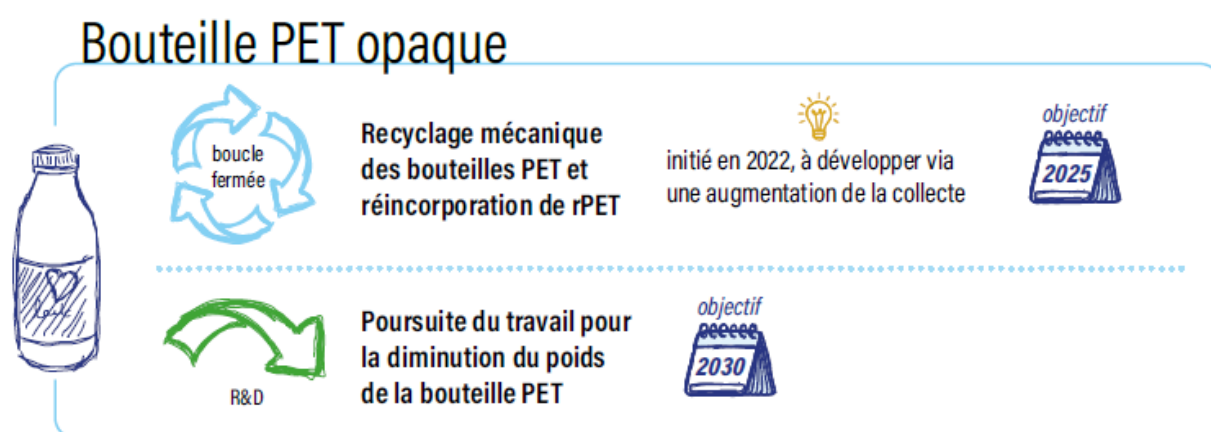 Bouteille PET opaque
boucle
fermée
Recyclage mécanique
des bouteilles PET et
réincorporation de rPET
initié en 2022, à développer via
une augmentation de la collecte
objectif
2025
R&D
Poursuite du travail pour
la diminution du poids
de la bouteille PET
objectif
2030